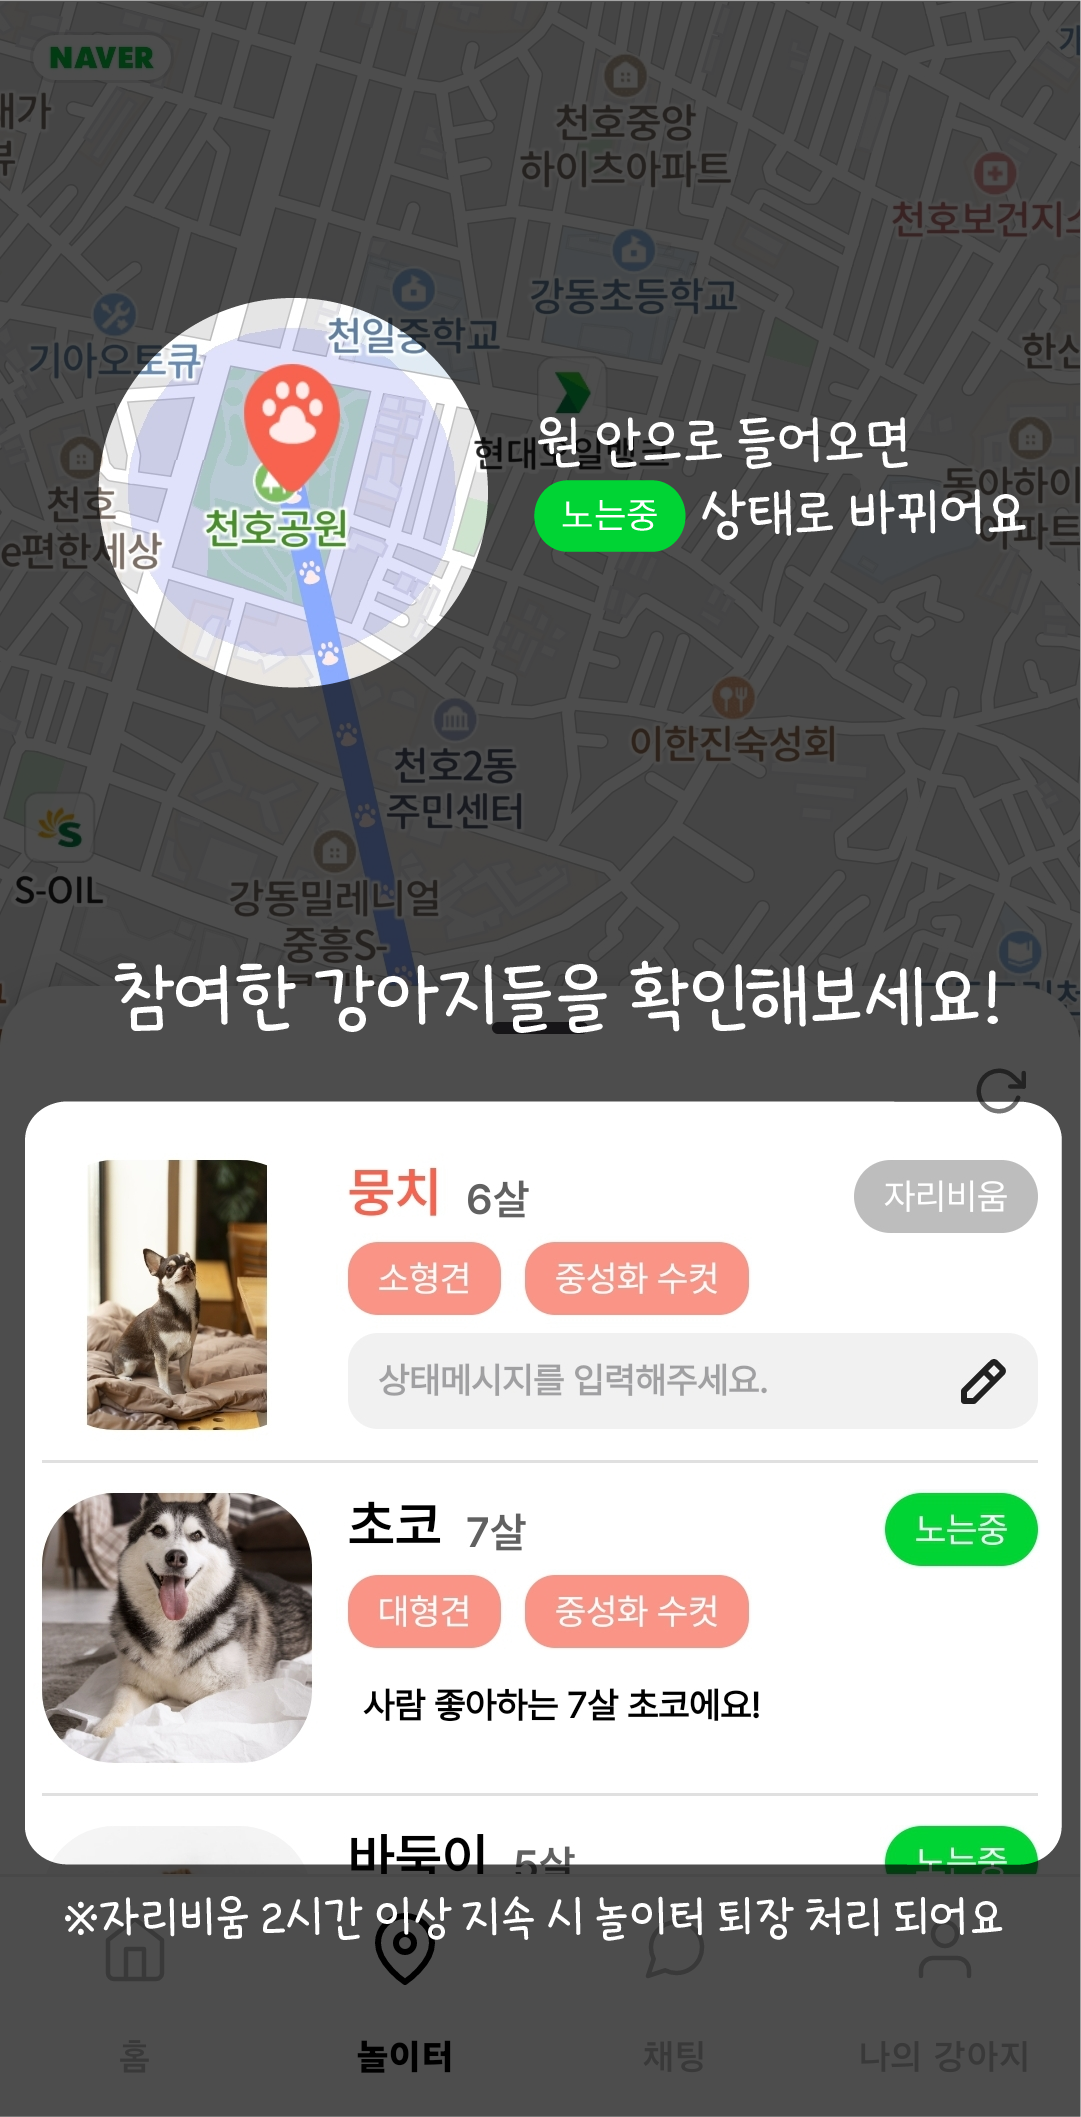 NAVER
천호중앙
하이츠아파트
천호보건지소
강동초등학교
천일중학교
기아오토큐
한신
원 안으로 들어오면
노는중 상태로 바뀌어요
동아하이
아파트
천호
e편한세상
천호공원
이한진숙성회
천호2동
주민센터
S-OIL
강동밀레니얼
중흥S-
참여한 강아지들을 확인해보세요!
뭉치 6살
자리비움
소형견 중성화 수컷
상태메시지를 입력해주세요.
초코 7살
노는중
대형견 중성화 수컷
사람 좋아하는 7살 초코에요!
바둑이 5살
노는중
※자리비움 2시간 이상 지속 시 놀이터 퇴장 처리 되어요
홈
놀이터
채팅
나의 강아지